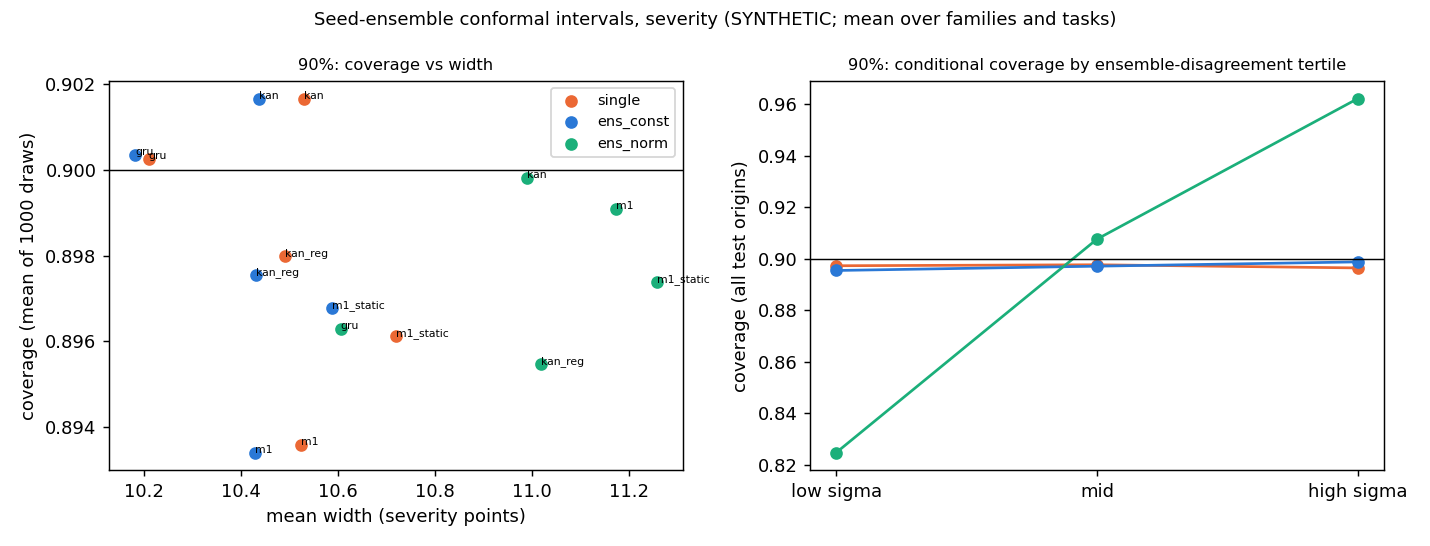 Seed-ensemble conformal intervals, severity (SYNTHETIC; mean over families and tasks)
90%: coverage vs width
coverage (mean of 1000 draws)
0.902
0.900
0.898
0.896
0.894
kan
kan
gru
gru
kan
m1
kan_reg
kan_reg
m1_static
m1_static
gru
m1_static
kan_reg
m1
m1
single
ens_const
ens_norm
10.2
10.4
10.6
10.8
11.0
11.2
mean width (severity points)
90%: conditional coverage by ensemble-disagreement tertile
coverage (all test origins)
0.96
0.94
0.92
0.90
0.88
0.86
0.84
0.82
low sigma
mid
high sigma